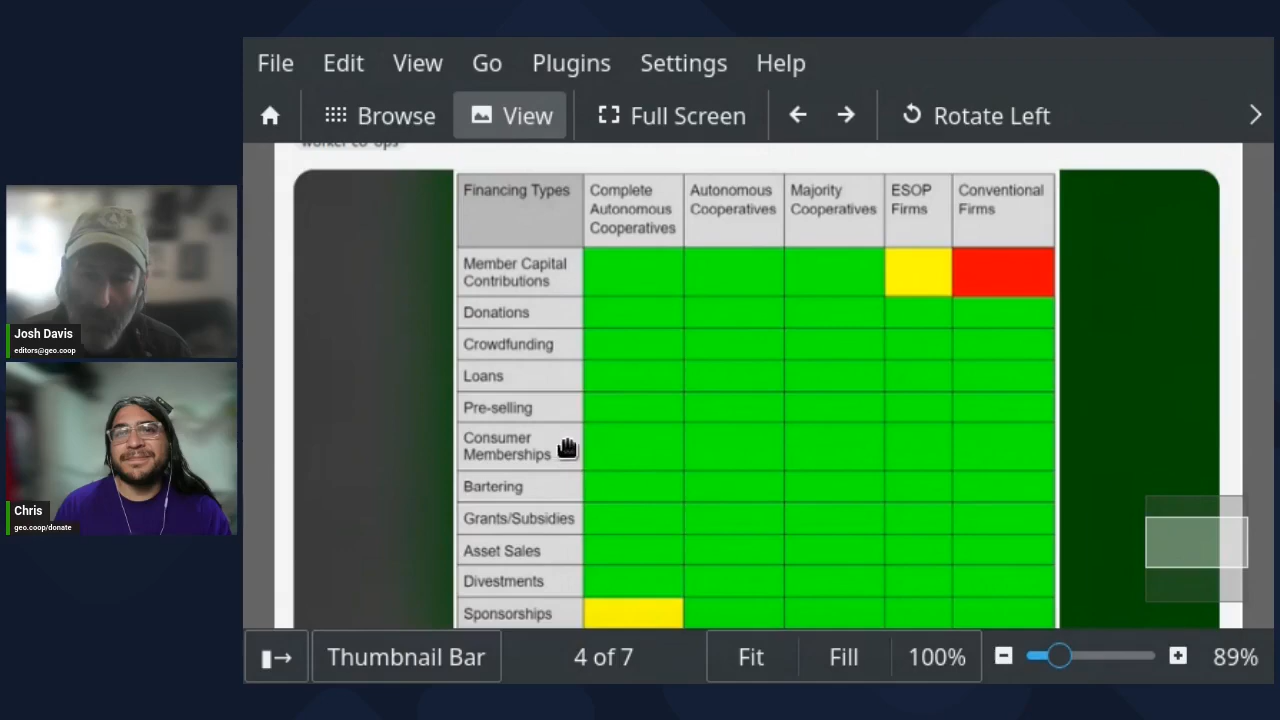 File Edit View Go Plugins Settings Help
Browse View Full Screen Rotate Left
worker co-ops
Financing Types
Complete
Autonomous
Cooperatives
Autonomous
Cooperatives
Majority
Cooperatives
ESOP
Firms
Conventional
Firms
Member Capital
Contributions
Donations
Crowdfunding
Loans
Pre-selling
Consumer
Memberships
Bartering
Grants/Subsidies
Asset Sales
Divestments
Sponsorships
Josh Davis
editors@geo.coop
Chris
geo.coop/donate
Thumbnail Bar 4 of 7 Fit Fill 100% 89%